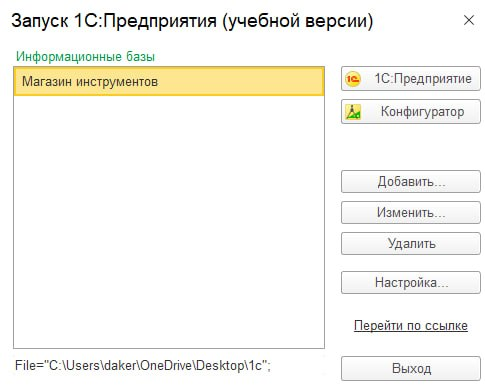 Запуск 1С:Предприятия (учебной версии)
Информационные базы
Магазин инструментов
1С:Предприятие
Конфигуратор
Добавить...
Изменить...
Удалить
Настройка...
Перейти по ссылке
File="C:\Users\daker\OneDrive\Desktop\1c";
Выход